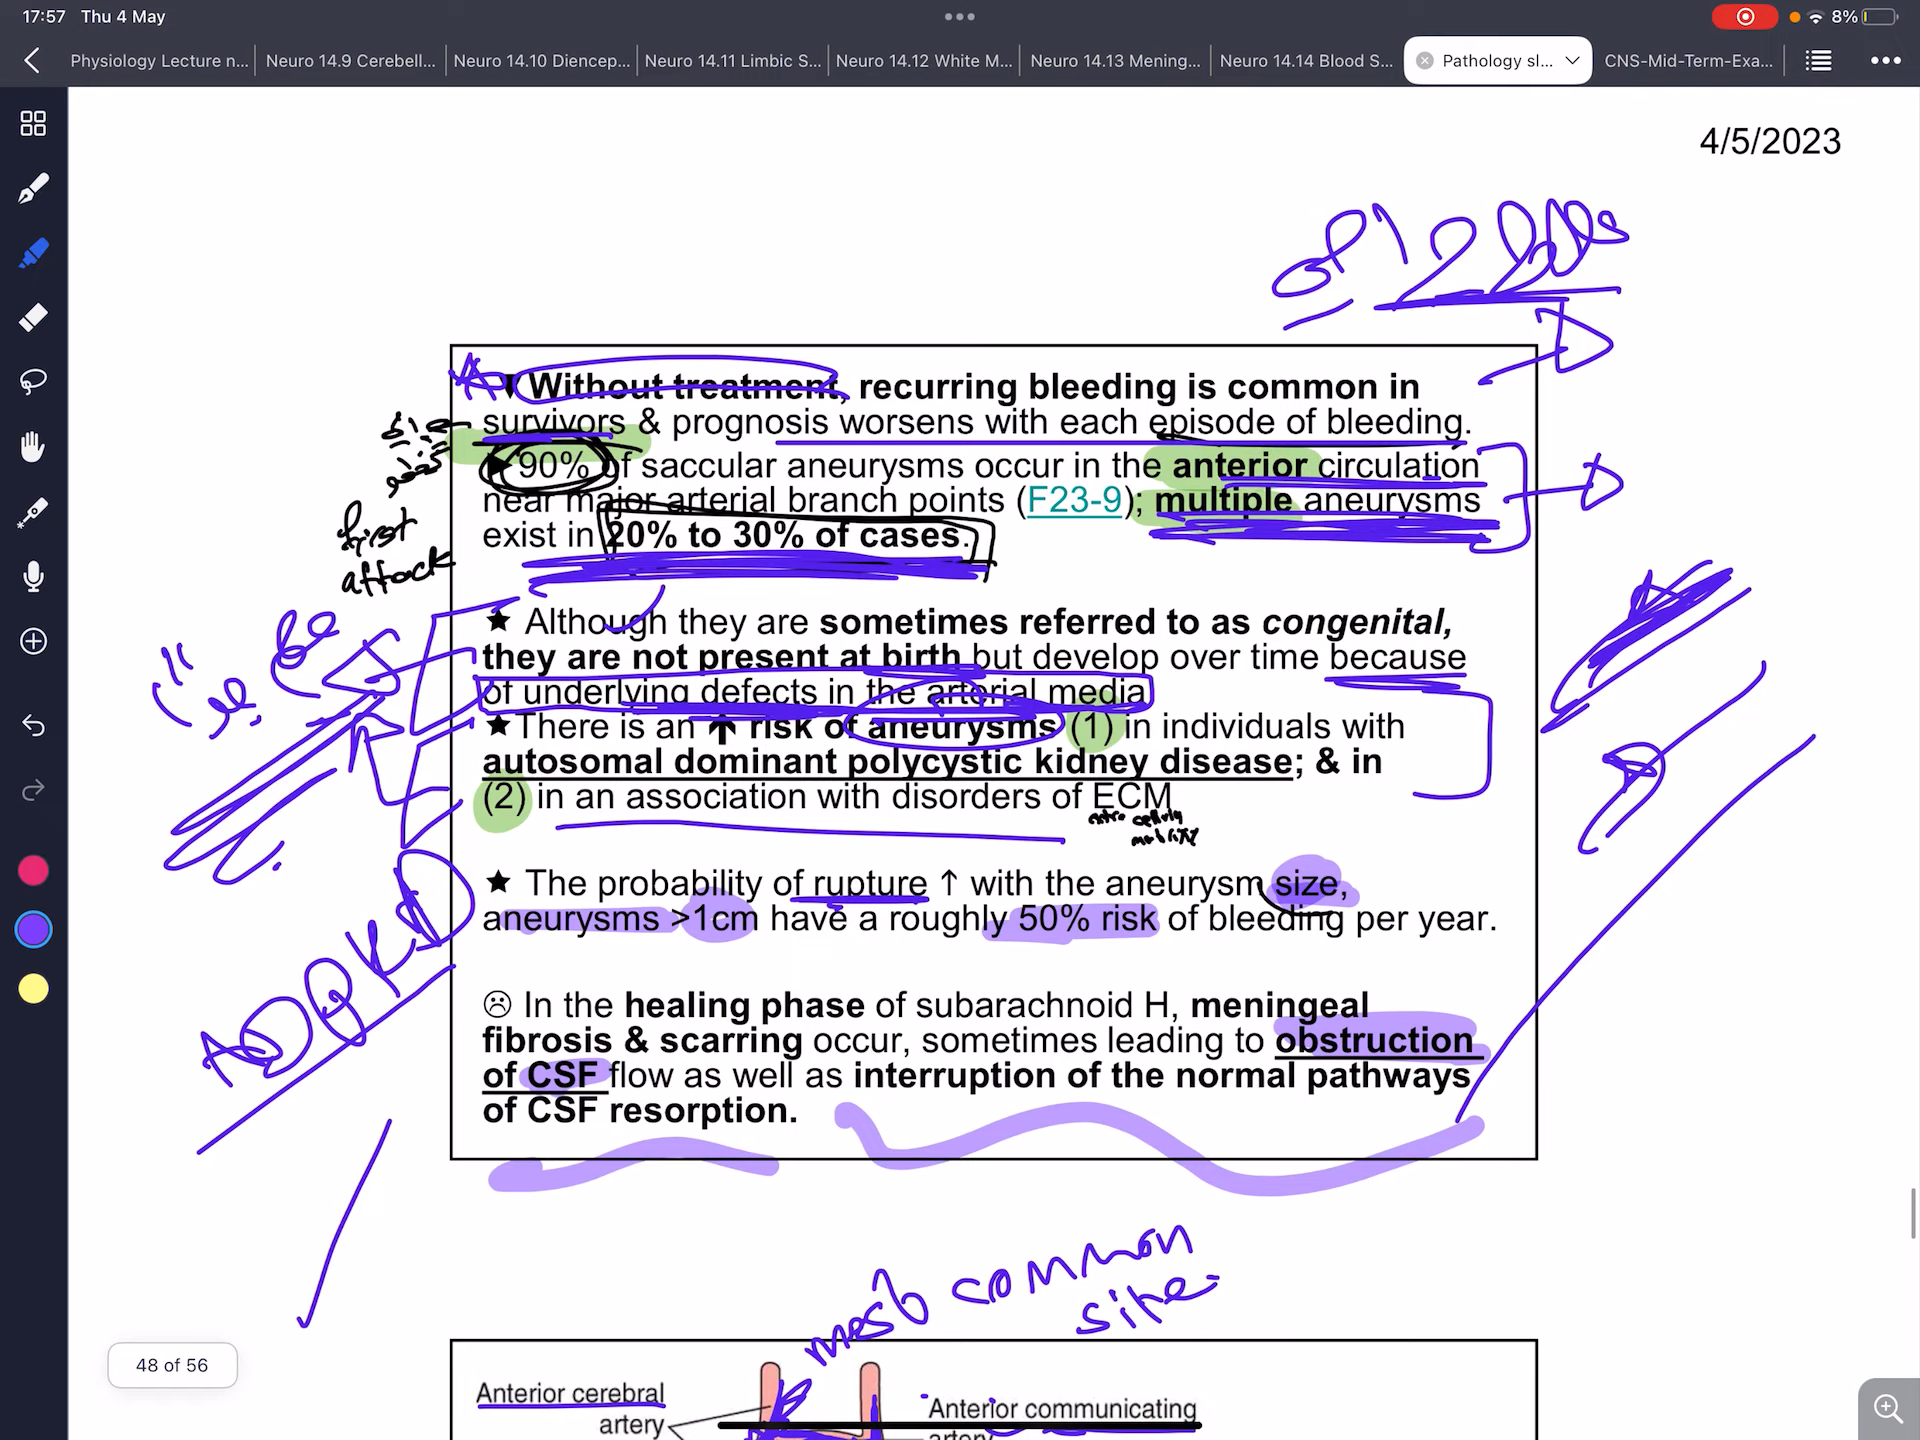 17:57 Thu 4 May
8%
Physiology Lecture n...
Neuro 14.9 Cerebell...
Neuro 14.10 Diencep...
Neuro 14.11 Limbic S...
Neuro 14.12 White M...
Neuro 14.13 Mening...
Neuro 14.14 Blood S...
Pathology sl...
CNS-Mid-Term-Exa...
4/5/2023
Without treatment, recurring bleeding is common in
survivors & prognosis worsens with each episode of bleeding.
►90% of saccular aneurysms occur in the anterior circulation
near major arterial branch points (F23-9); multiple aneurysms
exist in 20% to 30% of cases.
first
attack
★ Although they are sometimes referred to as congenital,
they are not present at birth but develop over time because
of underlying defects in the arterial media
★There is an ↑ risk of aneurysms (1) in individuals with
autosomal dominant polycystic kidney disease; & in
(2) in an association with disorders of ECM
★ The probability of rupture ↑ with the aneurysm size,
aneurysms >1cm have a roughly 50% risk of bleeding per year.
ADPKD
☹ In the healing phase of subarachnoid H, meningeal
fibrosis & scarring occur, sometimes leading to obstruction
of CSF flow as well as interruption of the normal pathways
of CSF resorption.
most common
site
48 of 56
Anterior cerebral
artery
Anterior communicating
artery